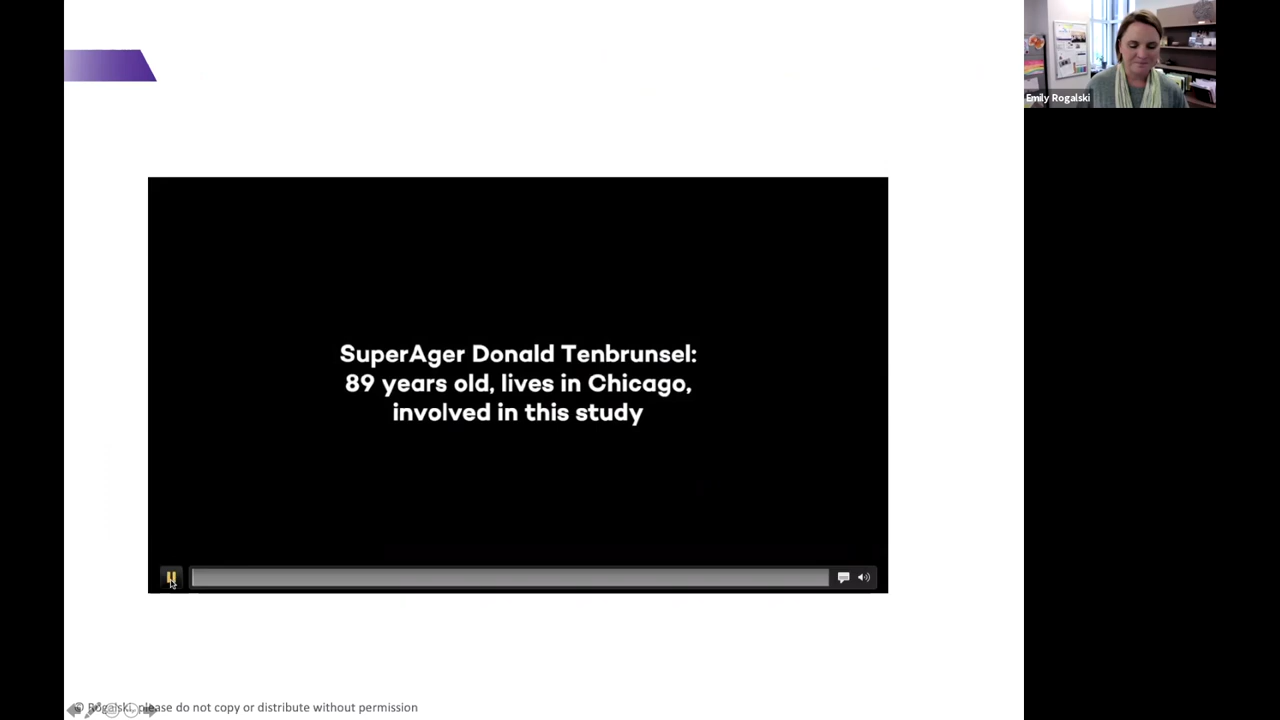 Emily Rogalski
SuperAger Donald Tenbrunsel:
89 years old, lives in Chicago,
involved in this study
© Rogalski, please do not copy or distribute without permission